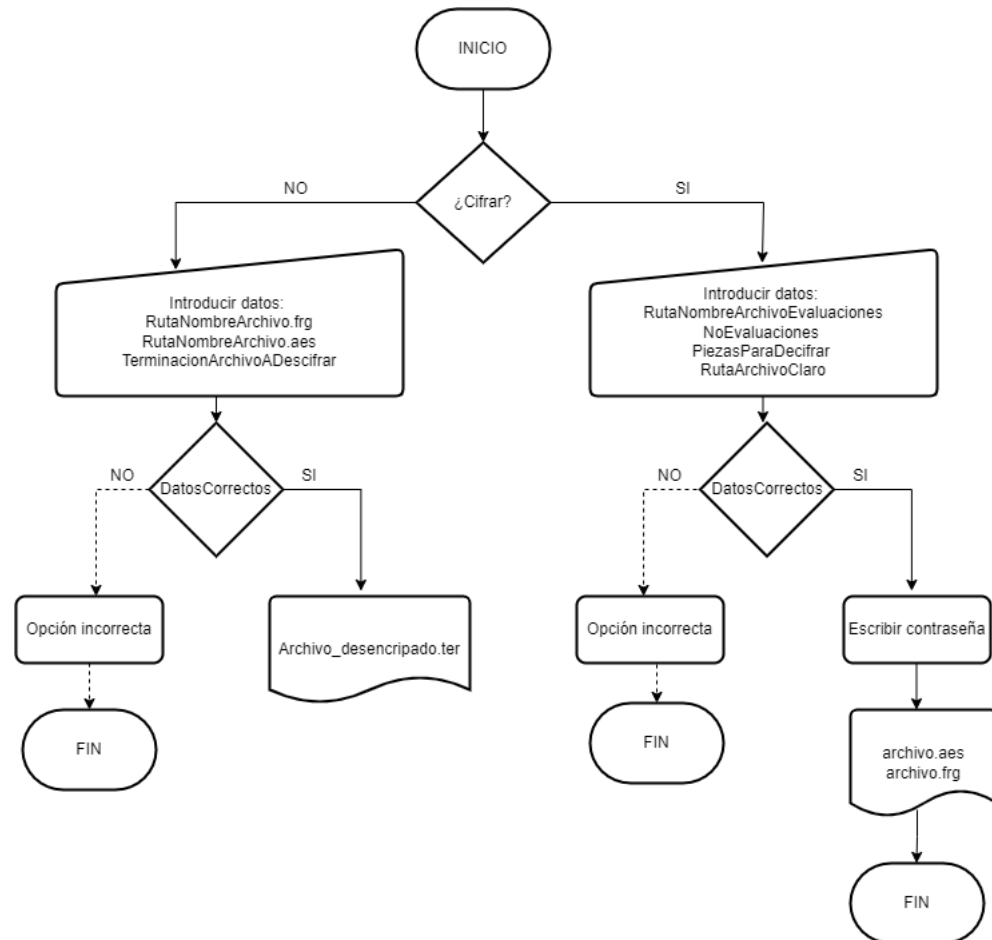 INICIO
¿Cifrar?
NO
SI
Introducir datos:
RutaNombreArchivo.frg
RutaNombreArchivo.aes
TerminacionArchivoADescifrar
Introducir datos:
RutaNombreArchivoEvaluaciones
NoEvaluaciones
PiezasParaDecifrar
RutaArchivoClaro
DatosCorrectos
NO
SI
DatosCorrectos
NO
SI
Opción incorrecta
Archivo_desencripado.ter
Opción incorrecta
Escribir contraseña
FIN
FIN
archivo.aes
archivo.frg
FIN